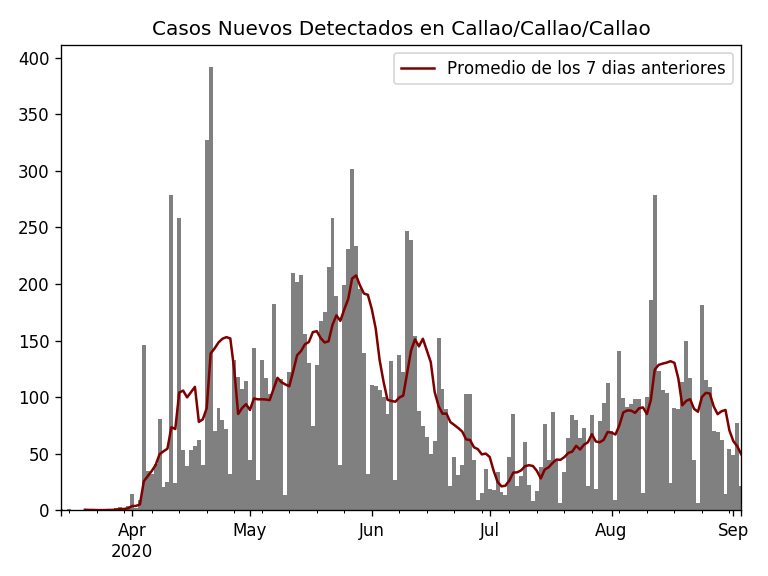 Casos Nuevos Detectados en Callao/Callao/Callao
Promedio de los 7 dias anteriores
400
350
300
250
200
150
100
50
0
Apr
2020
May
Jun
Jul
Aug
Sep